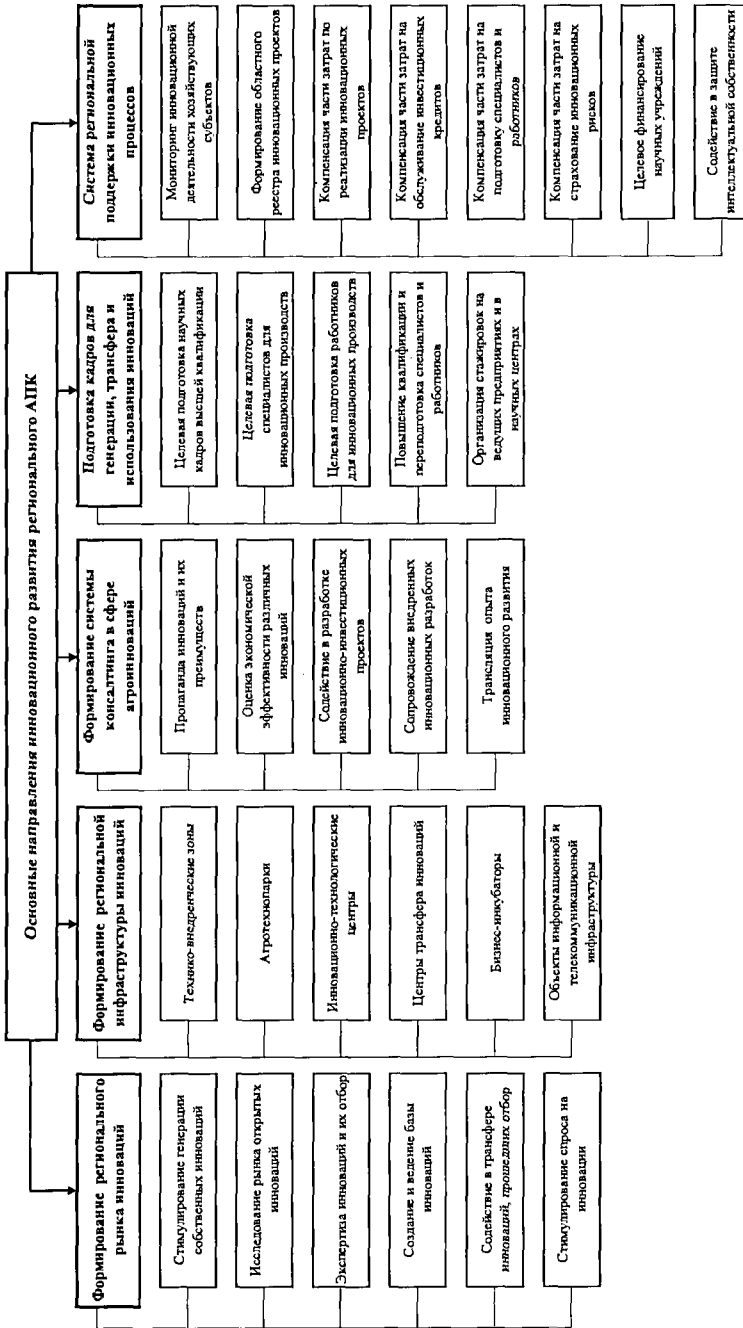 Основные направления инновационного развития регионального АПК
Формирование регионального
рынка инноваций
Стимулирование генерации
собственных инноваций
Исследование рынка открытых
инноваций
Экспертиза инноваций и их отбор
Создание и ведение базы
инноваций
Содействие в трансфере
инноваций, прошедших отбор
Стимулирование спроса на
инновации
Формирование региональной
инфраструктуры инноваций
Технико-внедренческие зоны
Агротехнопарки
Инновационно-технологические
центры
Центры трансфера инноваций
Бизнес-инкубаторы
Объекты информационной и
телекоммуникационной
инфраструктуры
Формирование системы
консалтинга в сфере
агроинноваций
Пропаганда инноваций и их
преимуществ
Оценка экономической
эффективности различных
инноваций
Содействие в разработке
инновационно-инвестиционных
проектов
Сопровождение внедренных
инновационных разработок
Трансляция опыта
инновационного развития
Подготовка кадров для
генерации, трансфера и
использования инноваций
Целевая подготовка научных
кадров высшей квалификации
Целевая подготовка
специалистов для
инновационных производств
Целевая подготовка работников
для инновационных производств
Повышение квалификации и
переподготовка специалистов и
работников
Организация стажировок на
ведущих предприятиях и в
научных центрах
Система региональной
поддержки инновационных
процессов
Мониторинг инновационной
деятельности хозяйствующих
субъектов
Формирование областного
реестра инновационных проектов
Компенсация части затрат по
реализации инновационных
проектов
Компенсация части затрат на
обслуживание инвестиционных
кредитов
Компенсация части затрат на
подготовку специалистов и
работников
Компенсация части затрат на
страхование инновационных
рисков
Целевое финансирование
научных учреждений
Содействие в защите
интеллектуальной собственности